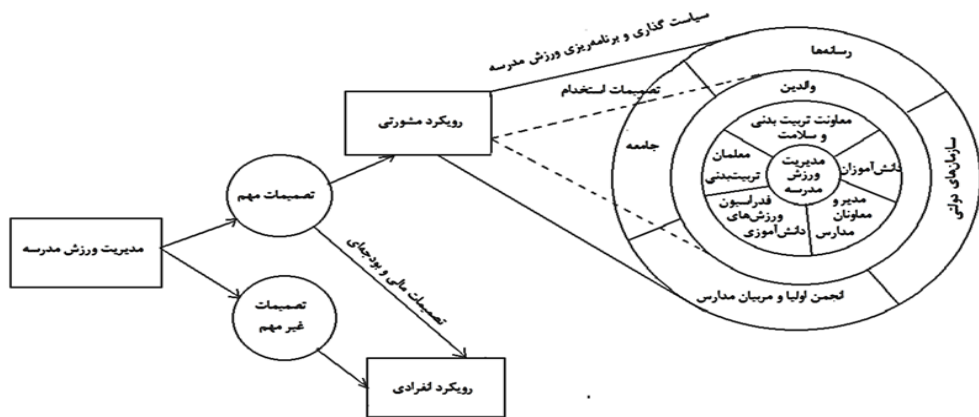 سیاست گذاری و برنامه‌ریزی ورزش مدرسه
تصمیمات استخدام
رویکرد مشورتی
تصمیمات مهم
مدیریت ورزش مدرسه
تصمیمات
غیر مهم
تصمیمات مالی و بودجه‌ای
رویکرد انفرادی
رسانه‌ها
سازمان‌های دولتی
انجمن اولیا و مربیان مدارس
جامعه
والدین
معاونت تربیت بدنی
و سلامت
دانش‌آموزان
مدیر و
معاونان
مدارس
فدراسیون
ورزش‌های
دانش‌آموزی
معلمان
تربیت‌بدنی
مدیریت
ورزش
مدرسه